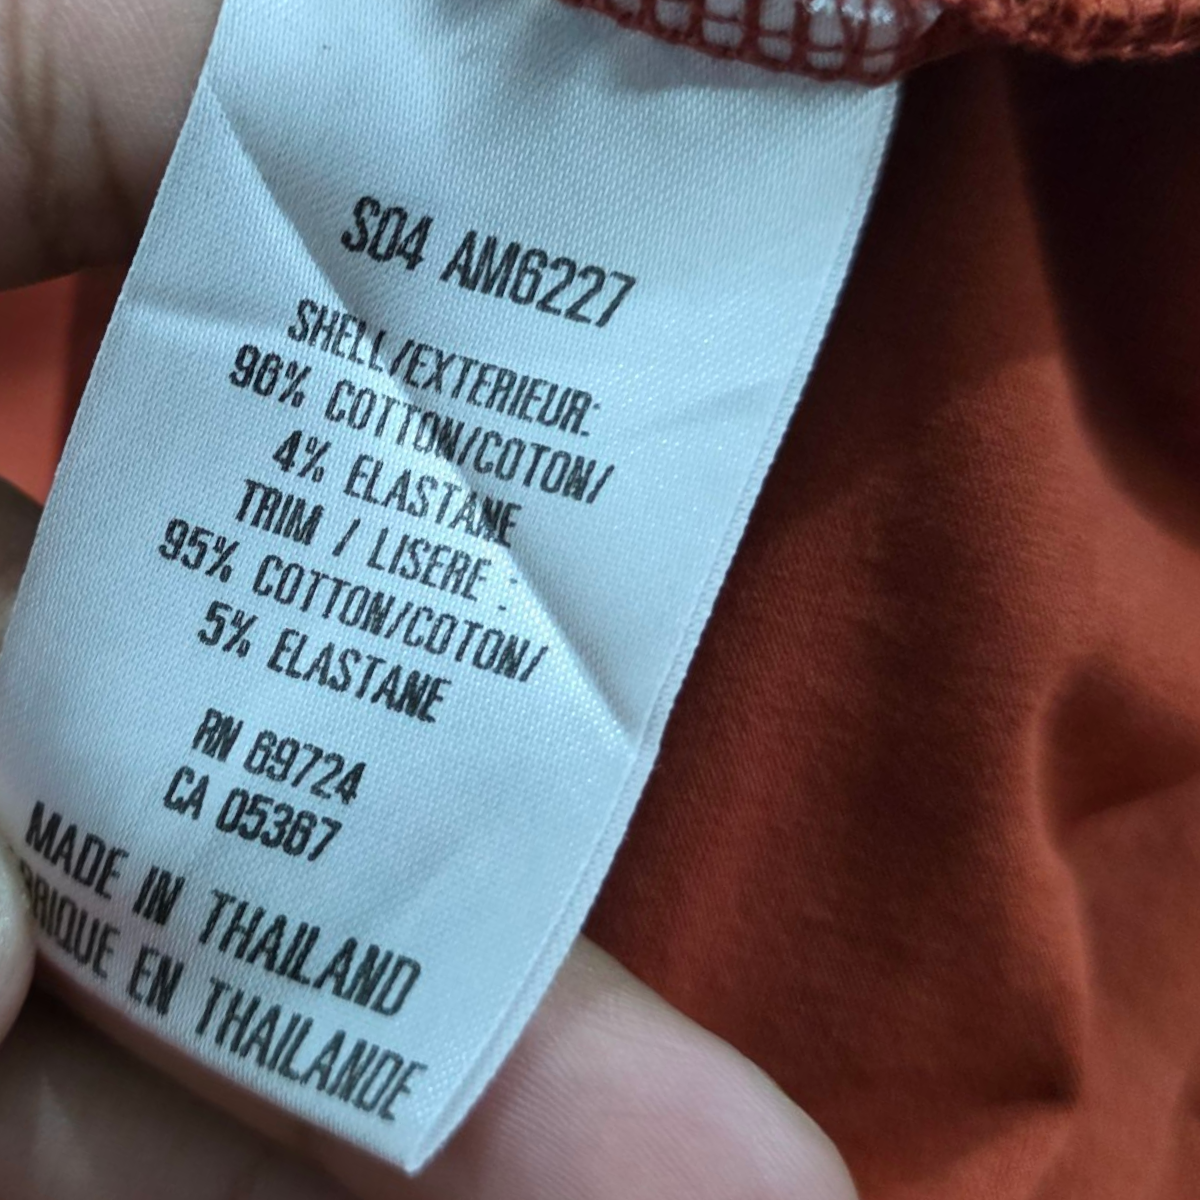 S04 AM6227
SHELL/EXTERIEUR:
96% COTTON/COTON/
4% ELASTANE
TRIM / LISERE :
95% COTTON/COTON/
5% ELASTANE
RN 69724
CA 05367
MADE IN THAILAND
EN THAILANDE